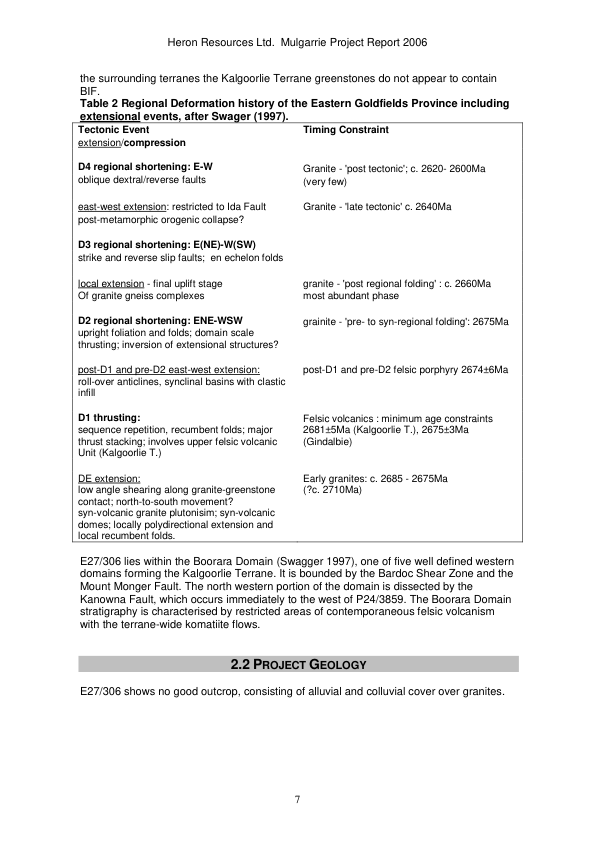 Heron Resources Ltd.  Mulgarrie Project Report 2006
the surrounding terranes the Kalgoorlie Terrane greenstones do not appear to contain
BIF.
Table 2 Regional Deformation history of the Eastern Goldfields Province including
extensional events, after Swager (1997).
Tectonic Event Timing Constraint
extension/compression
D4 regional shortening: E-W Granite - 'post tectonic'; c. 2620- 2600Ma
oblique dextral/reverse faults (very few)
east-west extension: restricted to Ida Fault Granite - 'late tectonic' c. 2640Ma
post-metamorphic orogenic collapse?
D3 regional shortening: E(NE)-W(SW)
strike and reverse slip faults;  en echelon folds
local extension - final uplift stage granite - 'post regional folding' : c. 2660Ma
Of granite gneiss complexes most abundant phase
D2 regional shortening: ENE-WSW grainite - 'pre- to syn-regional folding': 2675Ma
upright foliation and folds; domain scale
thrusting; inversion of extensional structures?
post-D1 and pre-D2 east-west extension: post-D1 and pre-D2 felsic porphyry 2674±6Ma
roll-over anticlines, synclinal basins with clastic
infill
D1 thrusting: Felsic volcanics : minimum age constraints
sequence repetition, recumbent folds; major 2681±5Ma (Kalgoorlie T.), 2675±3Ma
thrust stacking; involves upper felsic volcanic (Gindalbie)
Unit (Kalgoorlie T.)
DE extension: Early granites: c. 2685 - 2675Ma
low angle shearing along granite-greenstone (?c. 2710Ma)
contact; north-to-south movement?
syn-volcanic granite plutonisim; syn-volcanic
domes; locally polydirectional extension and
local recumbent folds.
E27/306 lies within the Boorara Domain (Swagger 1997), one of five well defined western
domains forming the Kalgoorlie Terrane. It is bounded by the Bardoc Shear Zone and the
Mount Monger Fault. The north western portion of the domain is dissected by the
Kanowna Fault, which occurs immediately to the west of P24/3859. The Boorara Domain
stratigraphy is characterised by restricted areas of contemporaneous felsic volcanism
with the terrane-wide komatiite flows.
2.2 PROJECT GEOLOGY
E27/306 shows no good outcrop, consisting of alluvial and colluvial cover over granites.
7